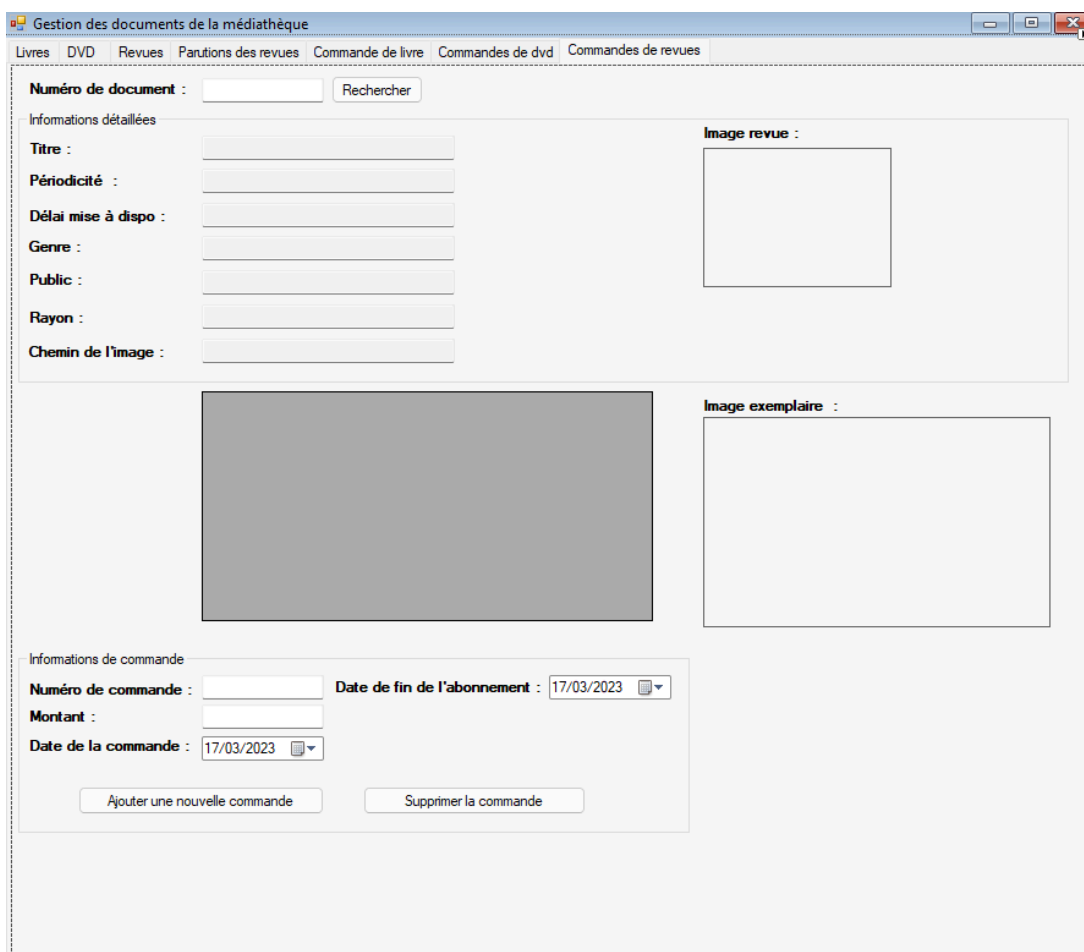 Gestion des documents de la médiathèque
Livres DVD Revues Parutions des revues Commande de livre Commandes de dvd Commandes de revues
Numéro de document : Rechercher
Informations détaillées
Image revue :
Titre :
Périodicité :
Délai mise à dispo :
Genre :
Public :
Rayon :
Chemin de l'image :
Image exemplaire :
Informations de commande
Numéro de commande : Date de fin de l'abonnement : 17/03/2023
Montant :
Date de la commande : 17/03/2023
Ajouter une nouvelle commande Supprimer la commande